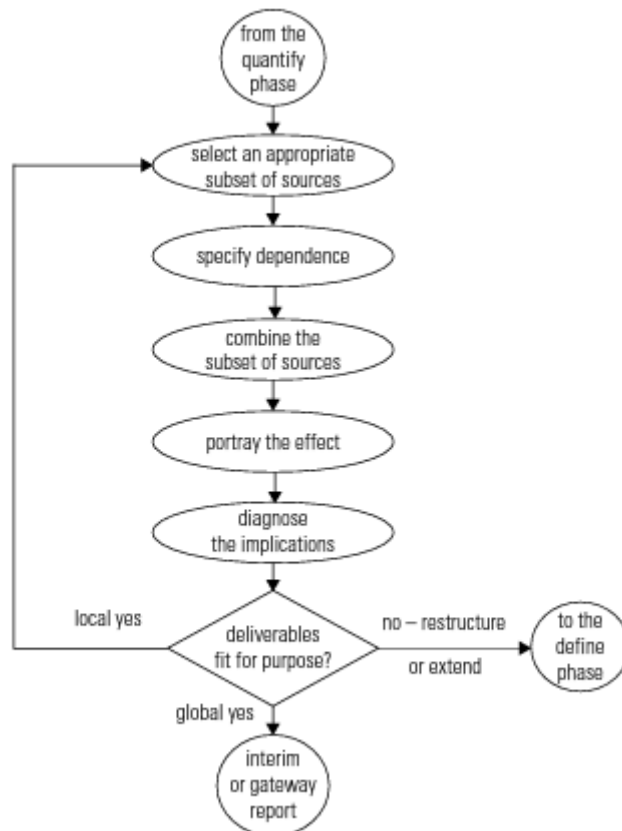 from the
quantify
phase
select an appropriate
subset of sources
specify dependence
combine the
subset of sources
portray the effect
diagnose
the implications
local yes
deliverables
fit for purpose?
no – restructure
or extend
to the
define
phase
global yes
interim
or gateway
report